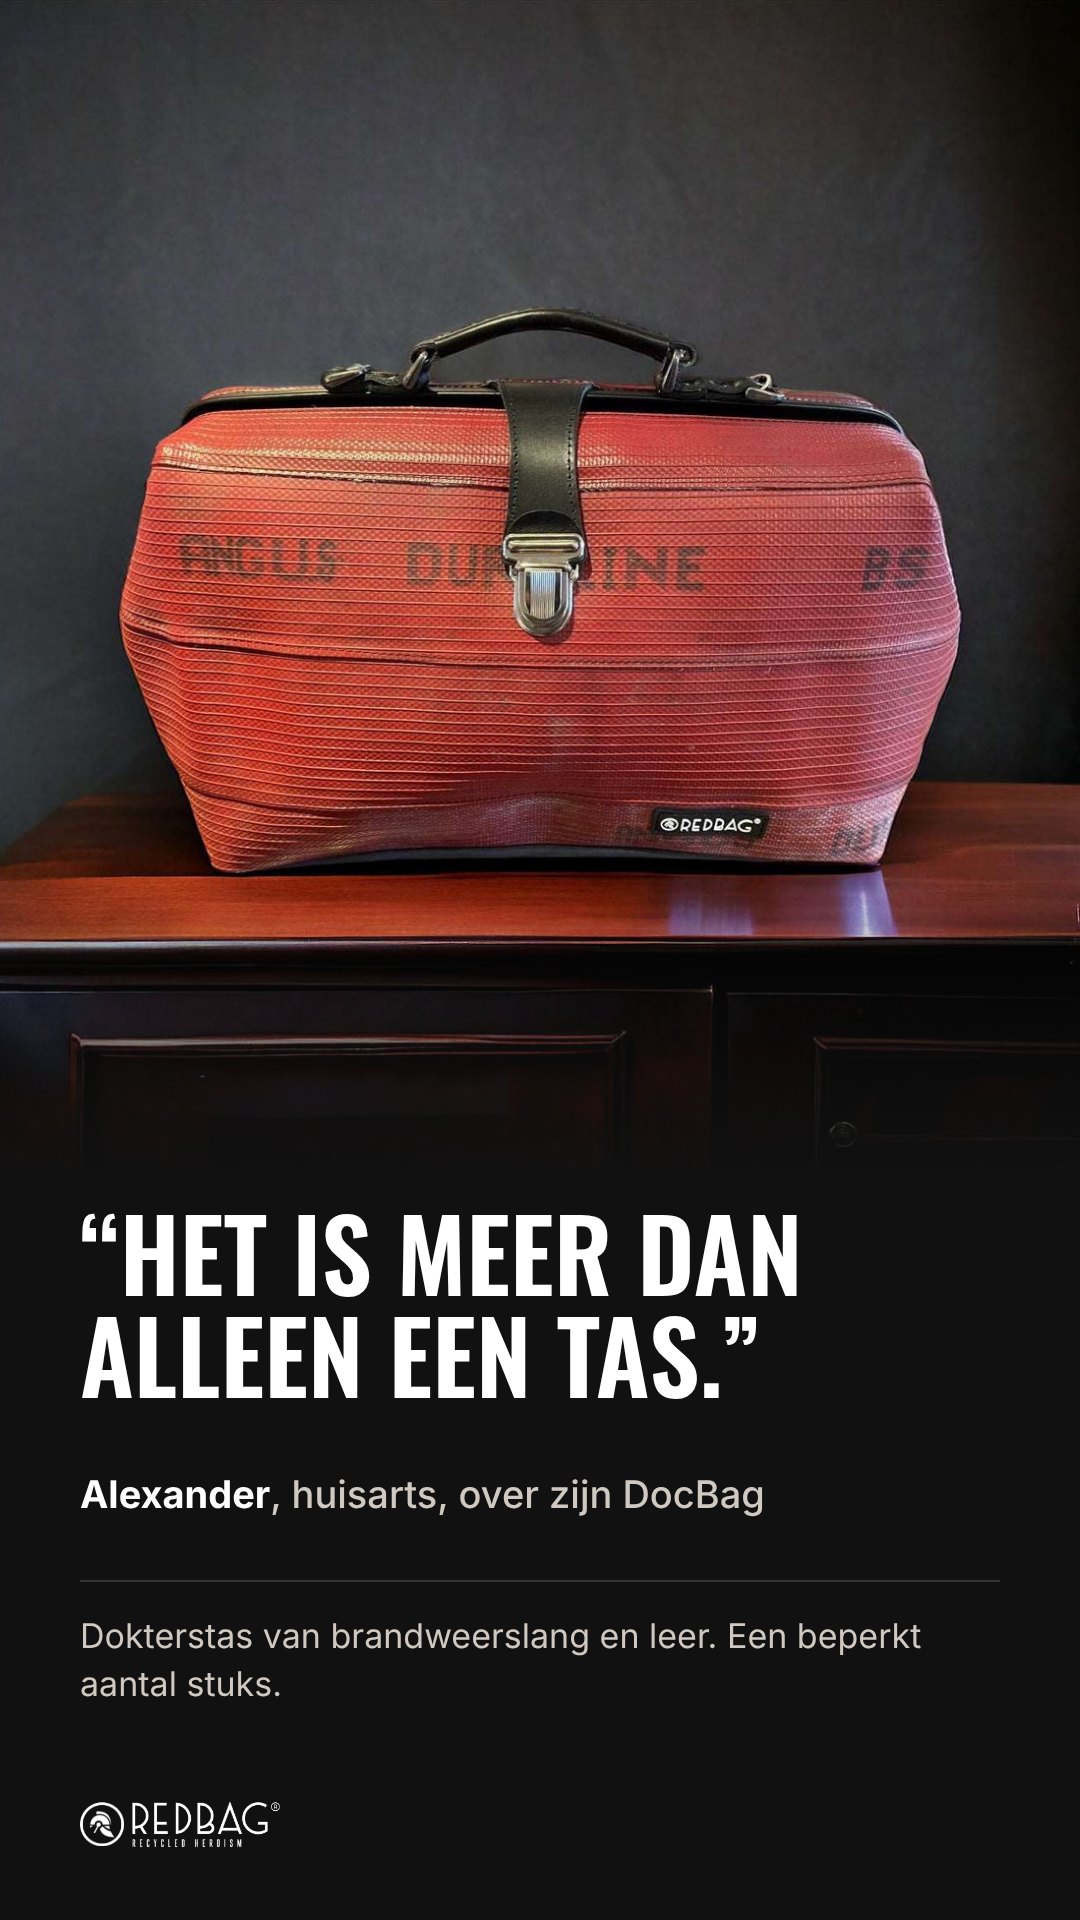 ANGUS DUR LINE BS
REDBAG®
“HET IS MEER DAN
ALLEEN EEN TAS.”
Alexander, huisarts, over zijn DocBag
Dokterstas van brandweerslang en leer. Een beperkt
aantal stuks.
REDBAG®
RECYCLED HEROISM